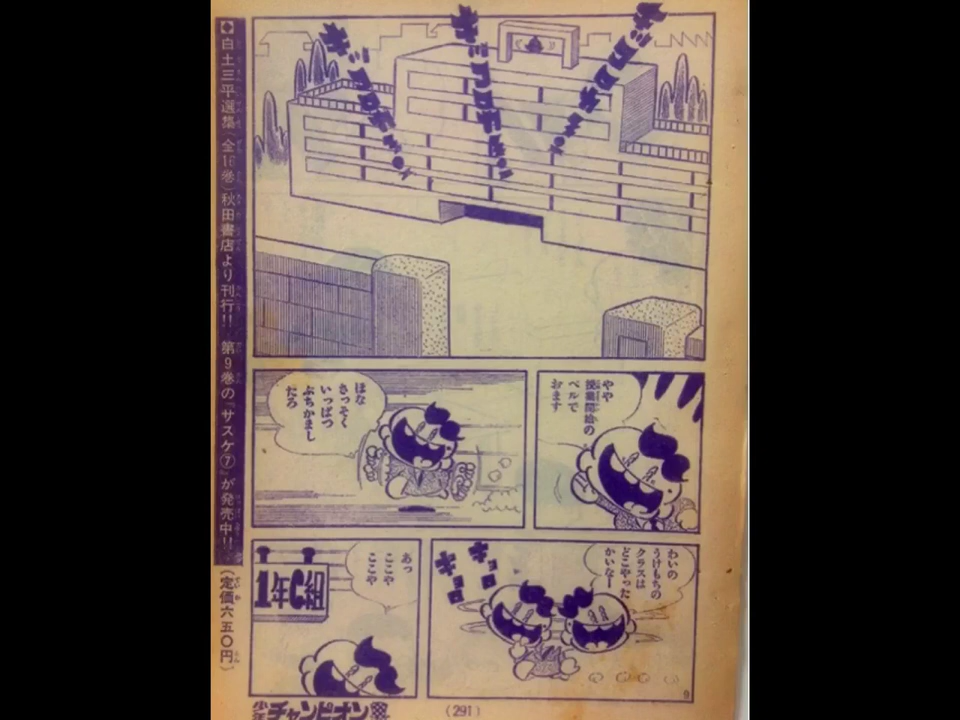 ◆白土三平選集(全16巻)秋田書店より刊行!! 第9巻の『サスケ⑦』が発売中!!(定価六五〇円)
やや
授業開始の
ベルで
おます
ほな
さっそく
いっぱつ
ぶちかまし
たろ
わいの
うけもちの
クラスは
どこやった
かいなー
キョロ
キョロ
あっ
ここや
ここや
1年C組
9
少年チャンピオン
(291)